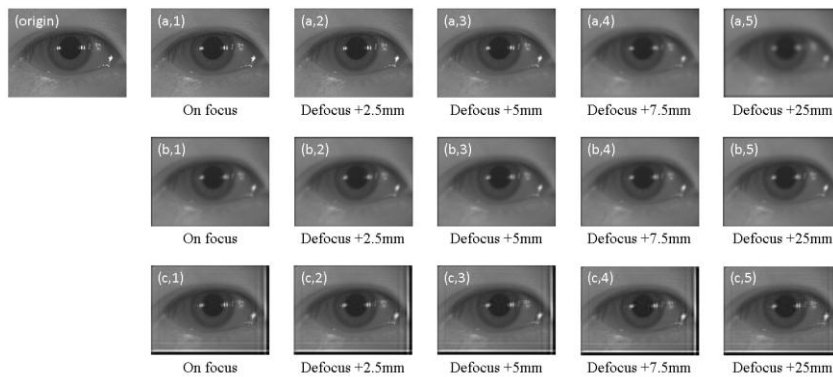 (origin) (a,1) (a,2) (a,3) (a,4) (a,5)
On focus Defocus +2.5mm Defocus +5mm Defocus +7.5mm Defocus +25mm
(b,1) (b,2) (b,3) (b,4) (b,5)
On focus Defocus +2.5mm Defocus +5mm Defocus +7.5mm Defocus +25mm
(c,1) (c,2) (c,3) (c,4) (c,5)
On focus Defocus +2.5mm Defocus +5mm Defocus +7.5mm Defocus +25mm